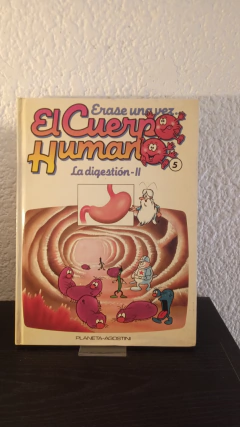 Erase una vez...
El Cuerpo
Humano
5
La digestión-II
PLANETA-AGOSTINI